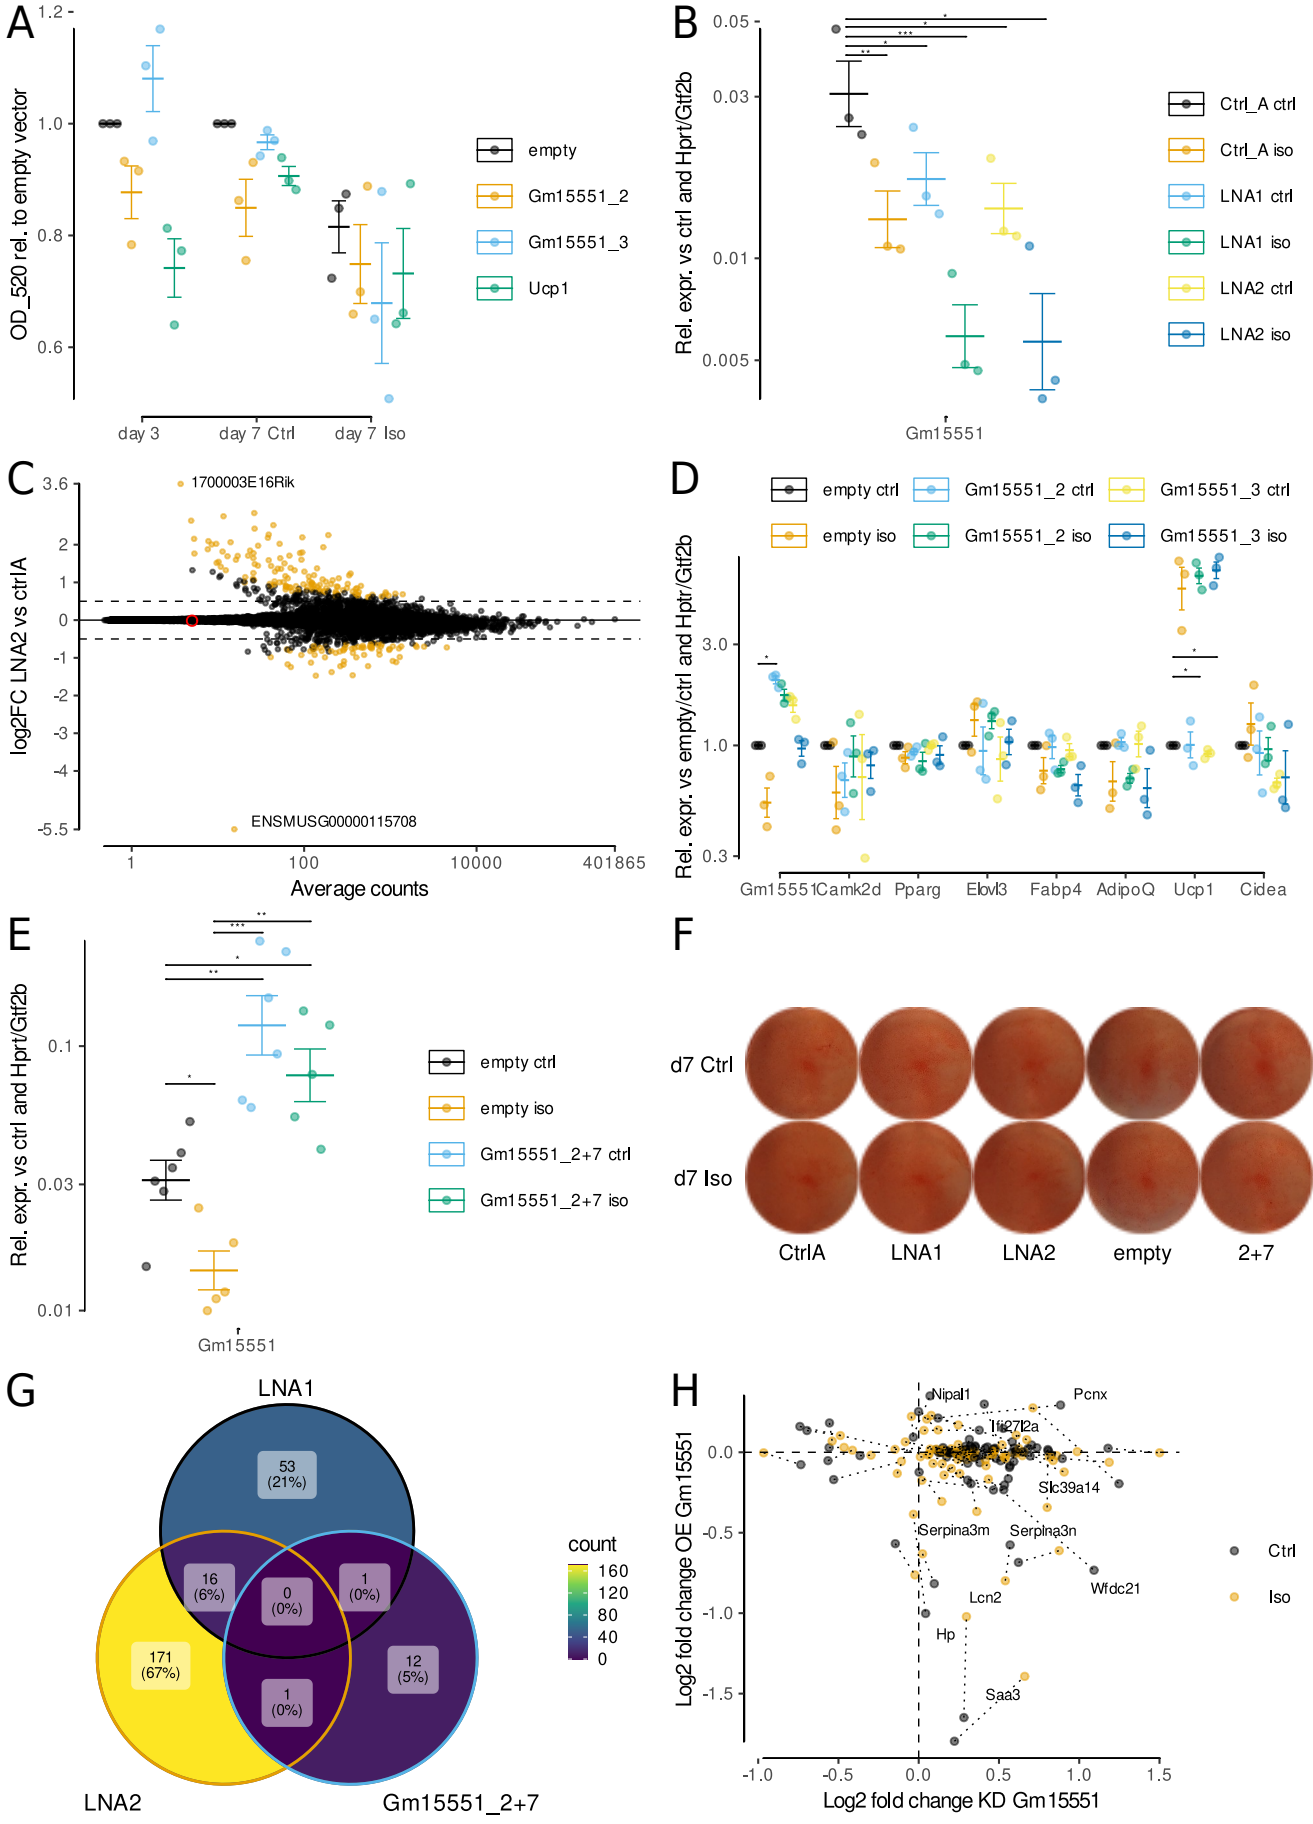 A
OD_520 rel. to empty vector
1.2
1.0
0.8
0.6
day 3
day 7 Ctrl
day 7 Iso
empty
Gm15551_2
Gm15551_3
Ucp1
B
Rel. expr. vs ctrl and Hprt/Gtf2b
0.05
0.03
0.01
0.005
*
*
***
*
**
Gm15551
Ctrl_A ctrl
Ctrl_A iso
LNA1 ctrl
LNA1 iso
LNA2 ctrl
LNA2 iso
C
log2FC LNA2 vs ctrlA
3.6
2
1
0
-1
-2
-3
-4
-5.5
1700003E16Rik
ENSMUSG00000115708
1
100
10000
401865
Average counts
D
empty ctrl
Gm15551_2 ctrl
Gm15551_3 ctrl
empty iso
Gm15551_2 iso
Gm15551_3 iso
Rel. expr. vs empty/ctrl and Hptr/Gtf2b
3.0
1.0
0.3
*
*
*
Gm15551
Camk2d
Pparg
Elovl3
Fabp4
AdipoQ
Ucp1
Cidea
E
Rel. expr. vs ctrl and Hprt/Gtf2b
0.1
0.03
0.01
**
***
*
**
*
Gm15551
empty ctrl
empty iso
Gm15551_2+7 ctrl
Gm15551_2+7 iso
F
d7 Ctrl
d7 Iso
CtrlA
LNA1
LNA2
empty
2+7
G
LNA1
53
(21%)
16
(6%)
0
(0%)
1
(0%)
171
(67%)
1
(0%)
12
(5%)
LNA2
Gm15551_2+7
count
160
120
80
40
0
H
Log2 fold change OE Gm15551
0.0
-0.5
-1.0
-1.5
Nipal1
Pcnx
Ifi27l2a
Slc39a14
Serpina3m
Serpina3n
Wfdc21
Lcn2
Hp
Saa3
-1.0
-0.5
0.0
0.5
1.0
1.5
Log2 fold change KD Gm15551
Ctrl
Iso